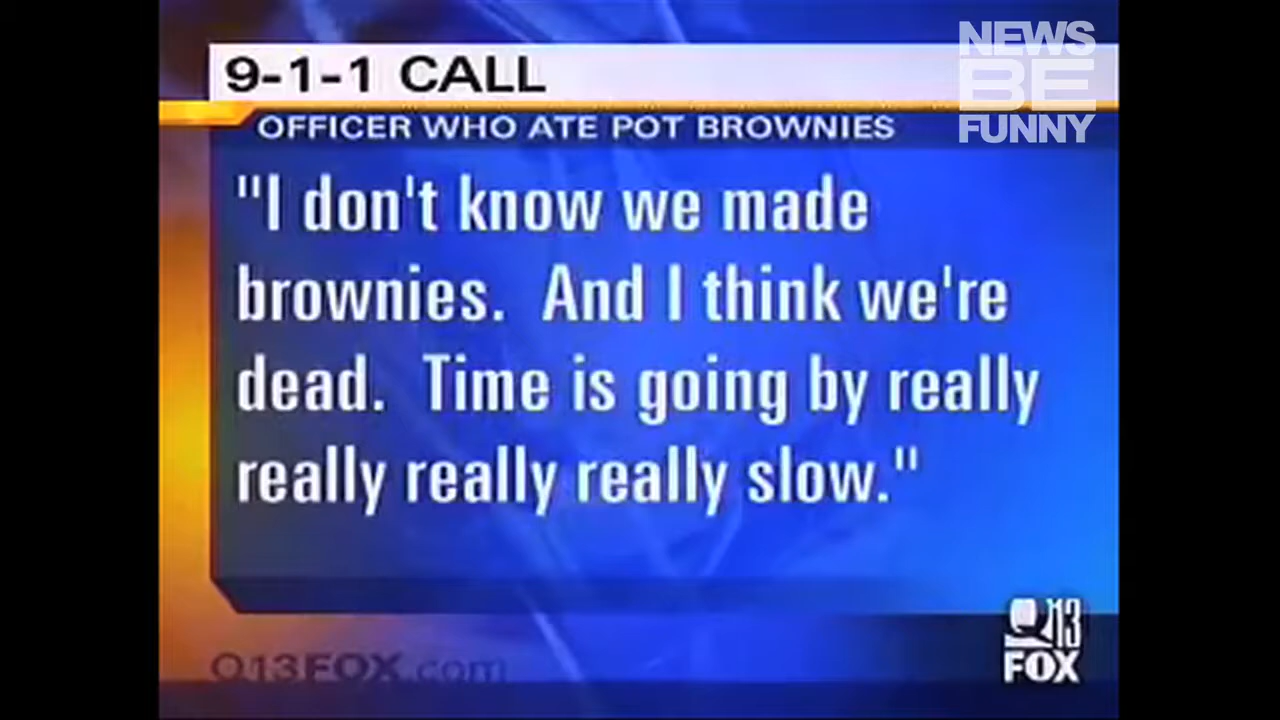 NEWS
BE
FUNNY
9-1-1 CALL
OFFICER WHO ATE POT BROWNIES
"I don't know we made
brownies.  And I think we're
dead.  Time is going by really
really really really slow."
Q13
FOX
Q13FOX.com